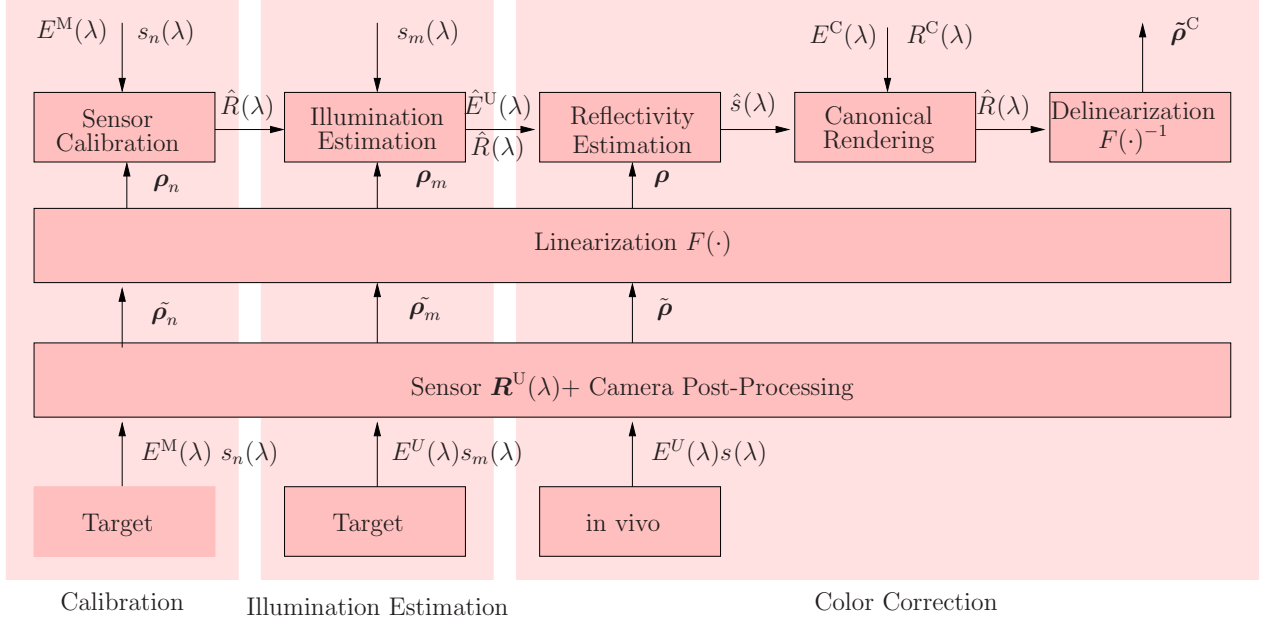 E^M(λ) s_n(λ)
s_m(λ)
E^C(λ) R^C(λ)
ρ̃^C
Sensor
Calibration
R̂(λ)
Illumination
Estimation
Ê^U(λ)
R̂(λ)
Reflectivity
Estimation
ŝ(λ)
Canonical
Rendering
R̂(λ)
Delinearization
F(·)^{-1}
ρ_n
ρ_m
ρ
Linearization F(·)
ρ̃_n
ρ̃_m
ρ̃
Sensor R^U(λ)+ Camera Post-Processing
E^M(λ) s_n(λ)
E^U(λ)s_m(λ)
E^U(λ)s(λ)
Target
Target
in vivo
Calibration
Illumination Estimation
Color Correction